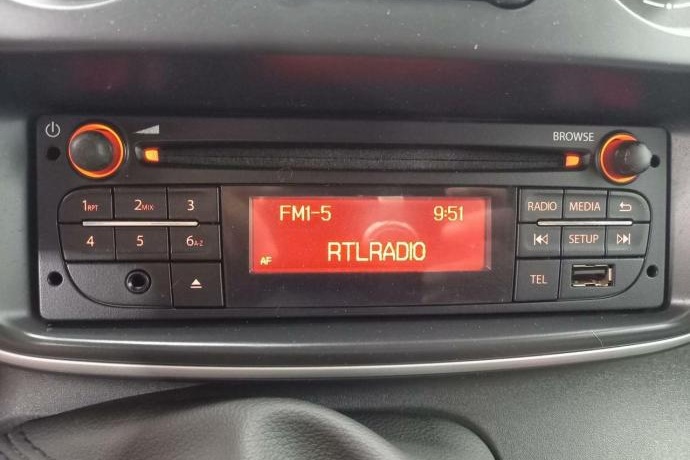 BROWSE
1RPT 2MIX 3
4 5 6A-Z
FM1-5 9:51
AF RTLRADIO
RADIO MEDIA
SETUP
TEL